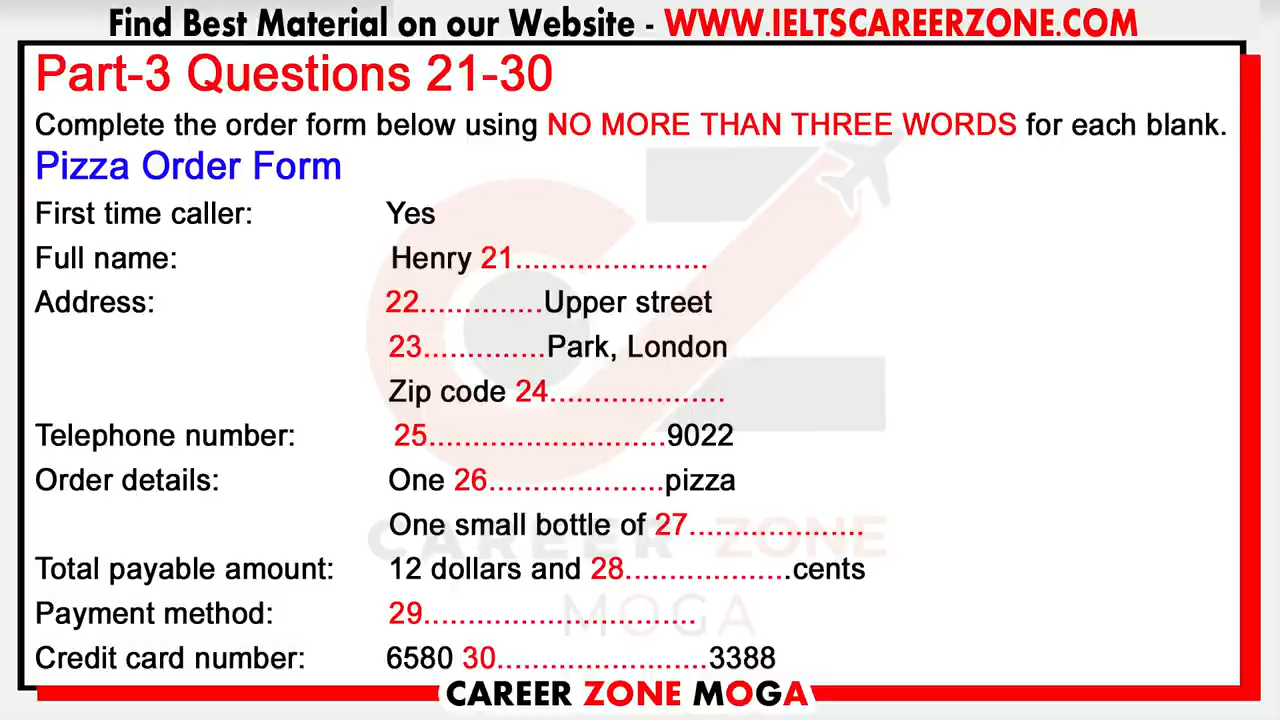 Find Best Material on our Website - WWW.IELTSCAREERZONE.COM
Part-3 Questions 21-30
Complete the order form below using NO MORE THAN THREE WORDS for each blank.
Pizza Order Form
First time caller: Yes
Full name: Henry 21......................
Address: 22..............Upper street
23..............Park, London
Zip code 24....................
Telephone number: 25...........................9022
Order details: One 26....................pizza
One small bottle of 27....................
Total payable amount: 12 dollars and 28...................cents
Payment method: 29...............................
Credit card number: 6580 30........................3388
CAREER ZONE
MOGA
CAREER ZONE MOGA